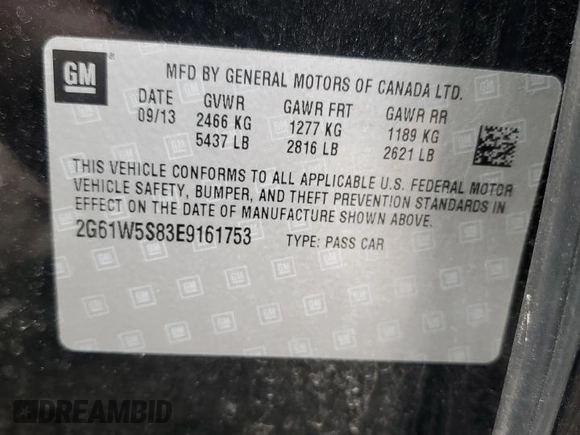 GM
MFD BY GENERAL MOTORS OF CANADA LTD.
DATE GVWR GAWR FRT GAWR RR
09/13 2466 KG 1277 KG 1189 KG
5437 LB 2816 LB 2621 LB
THIS VEHICLE CONFORMS TO ALL APPLICABLE U.S. FEDERAL MOTOR
VEHICLE SAFETY, BUMPER, AND THEFT PREVENTION STANDARDS IN
EFFECT ON THE DATE OF MANUFACTURE SHOWN ABOVE.
2G61W5S83E9161753 TYPE: PASS CAR
DREAMBID